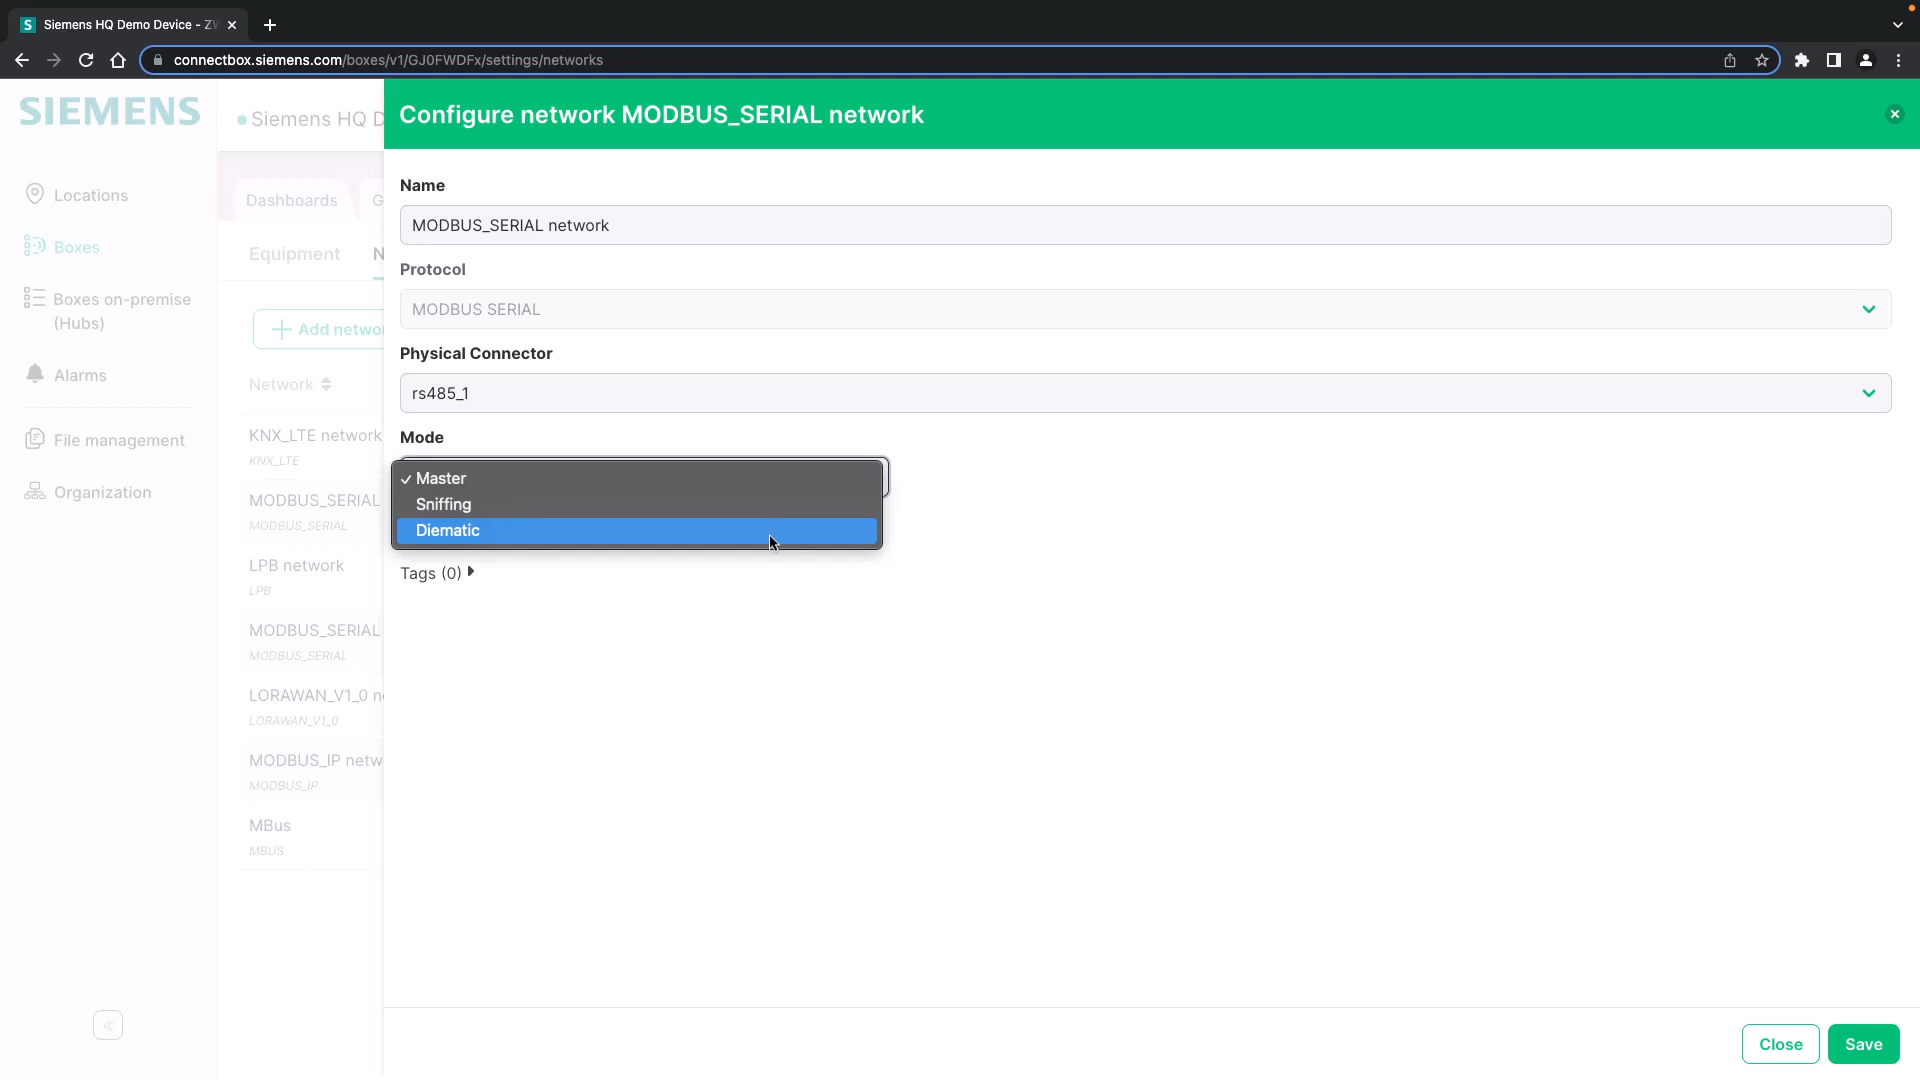 S Siemens HQ Demo Device - ZW
connectbox.siemens.com/boxes/v1/GJ0FWDFx/settings/networks
SIEMENS
Locations
Boxes
Boxes on-premise
(Hubs)
Alarms
File management
Organization
Siemens HQ D
Dashboards G
Equipment N
Add networ
Network
KNX_LTE network
KNX_LTE
MODBUS_SERIAL
MODBUS_SERIAL
LPB network
LPB
MODBUS_SERIAL
MODBUS_SERIAL
LORAWAN_V1_0 ne
LORAWAN_V1_0
MODBUS_IP netw
MODBUS_IP
MBus
MBUS
Configure network MODBUS_SERIAL network
Name
MODBUS_SERIAL network
Protocol
MODBUS SERIAL
Physical Connector
rs485_1
Mode
✓ Master
Sniffing
Diematic
Tags (0)
Close Save